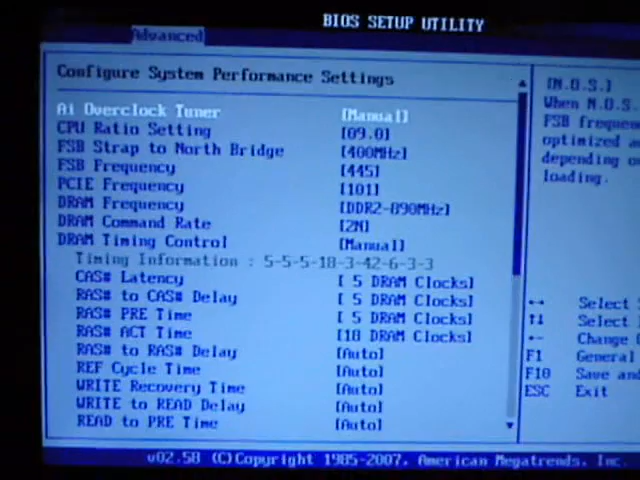 BIOS SETUP UTILITY
Advanced
Configure System Performance Settings
Ai Overclock Tuner [Manual]
CPU Ratio Setting [09.0]
FSB Strap to North Bridge [400MHz]
FSB Frequency [445]
PCIE Frequency [101]
DRAM Frequency [DDR2-890MHz]
DRAM Command Rate [2N]
DRAM Timing Control [Manual]
Timing Information : 5-5-5-18-3-42-6-3-3
CAS# Latency [ 5 DRAM Clocks]
RAS# to CAS# Delay [ 5 DRAM Clocks]
RAS# PRE Time [ 5 DRAM Clocks]
RAS# ACT Time [18 DRAM Clocks]
RAS# to RAS# Delay [Auto]
REF Cycle Time [Auto]
WRITE Recovery Time [Auto]
WRITE to READ Delay [Auto]
READ to PRE Time [Auto]
[N.O.S.]
When N.O.S.
FSB frequen
optimized a
depending o
loading.
↔ Select S
↑↓ Select
←- Change
F1 General
F10 Save and
ESC Exit
v02.58 (C)Copyright 1985-2007, American Megatrends, Inc.